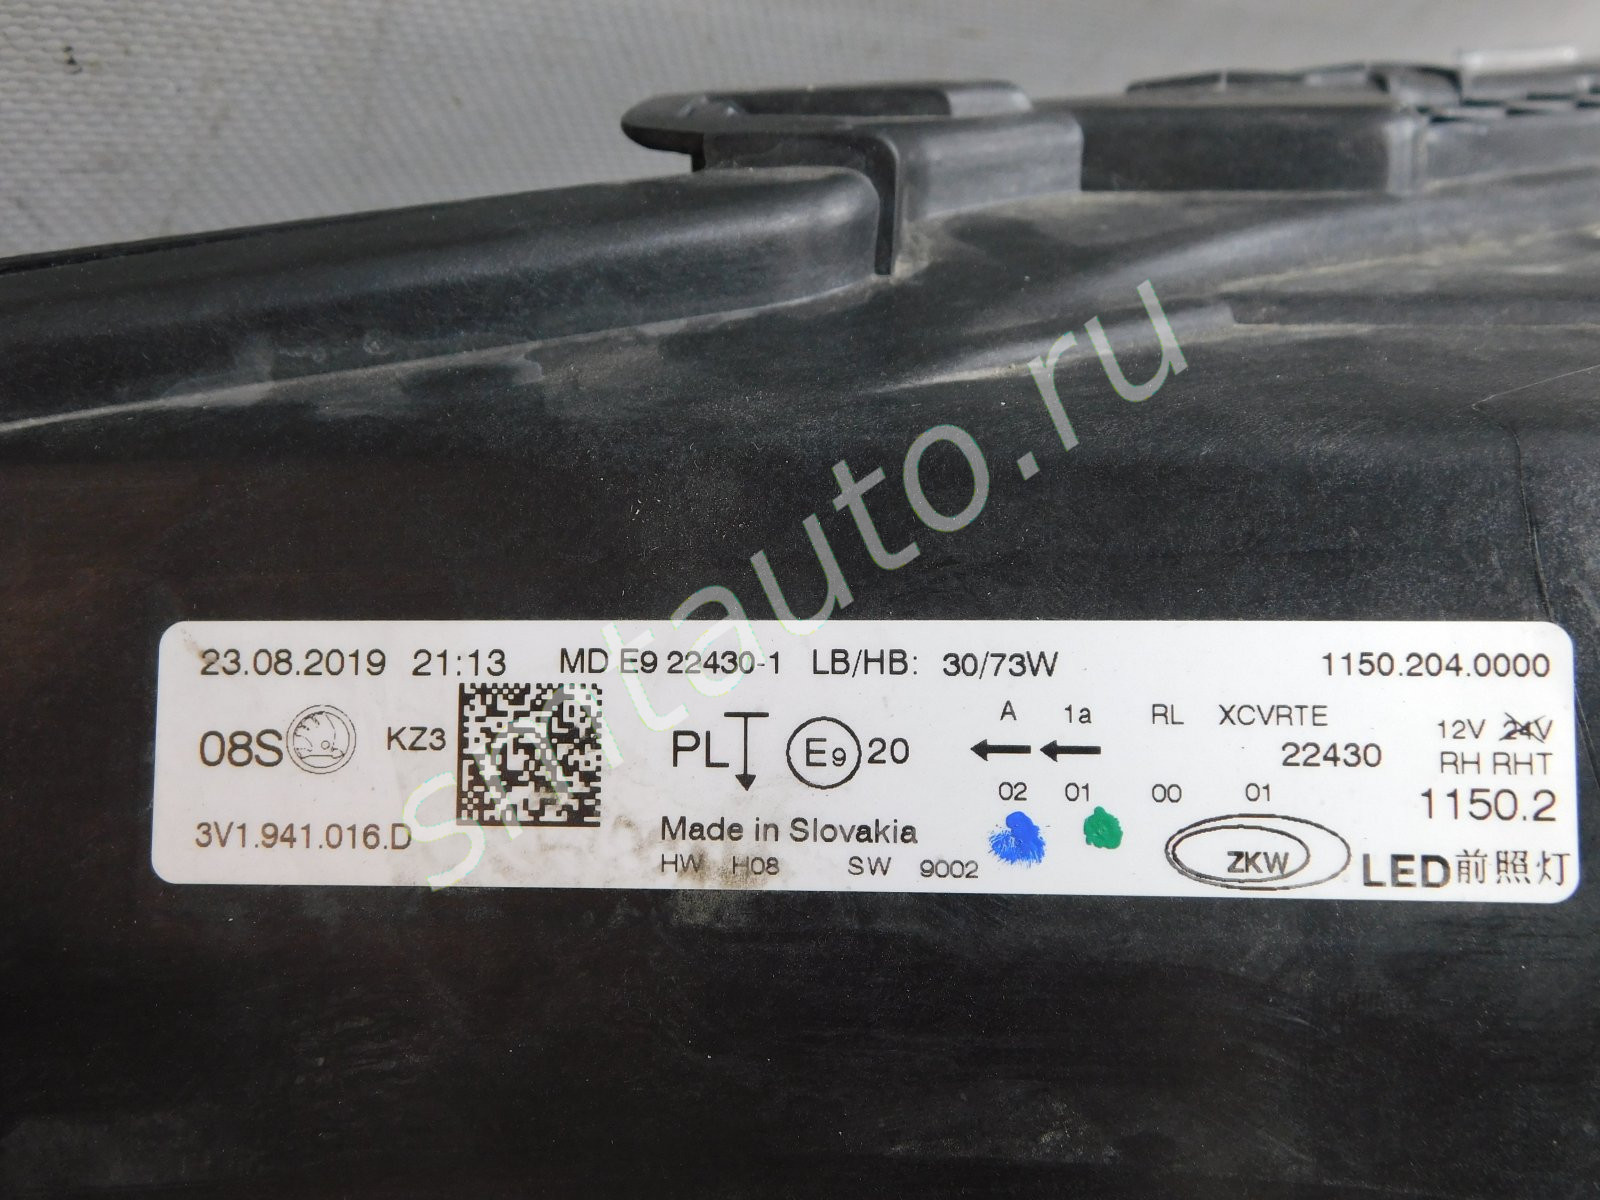 smtauto.ru
23.08.2019 21:13 MD E9 22430-1 LB/HB: 30/73W 1150.204.0000
08S KZ3 PL E9 20 A 1a RL XCVRTE 12V 24V
22430 RH RHT
02 01 00 01 1150.2
3V1.941.016.D Made in Slovakia
HW H08 SW 9002 ZKW LED前照灯